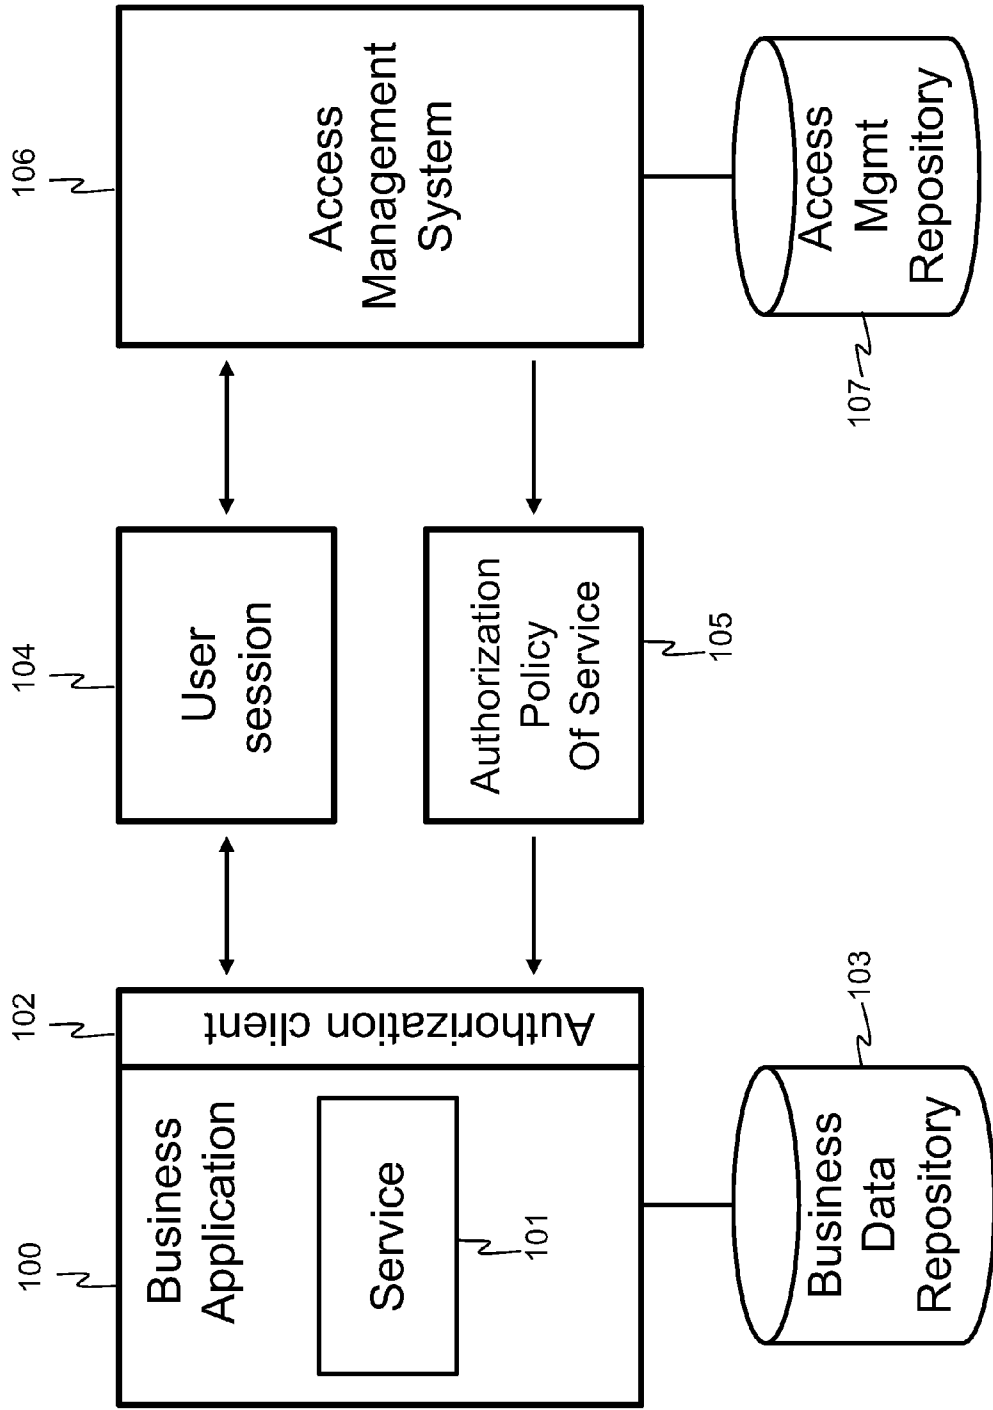 100
102
104
106
Business
Application
Authorization client
User
session
Access
Management
System
Service
101
Authorization
Policy
Of Service
105
103
107
Business
Data
Repository
Access
Mgmt
Repository